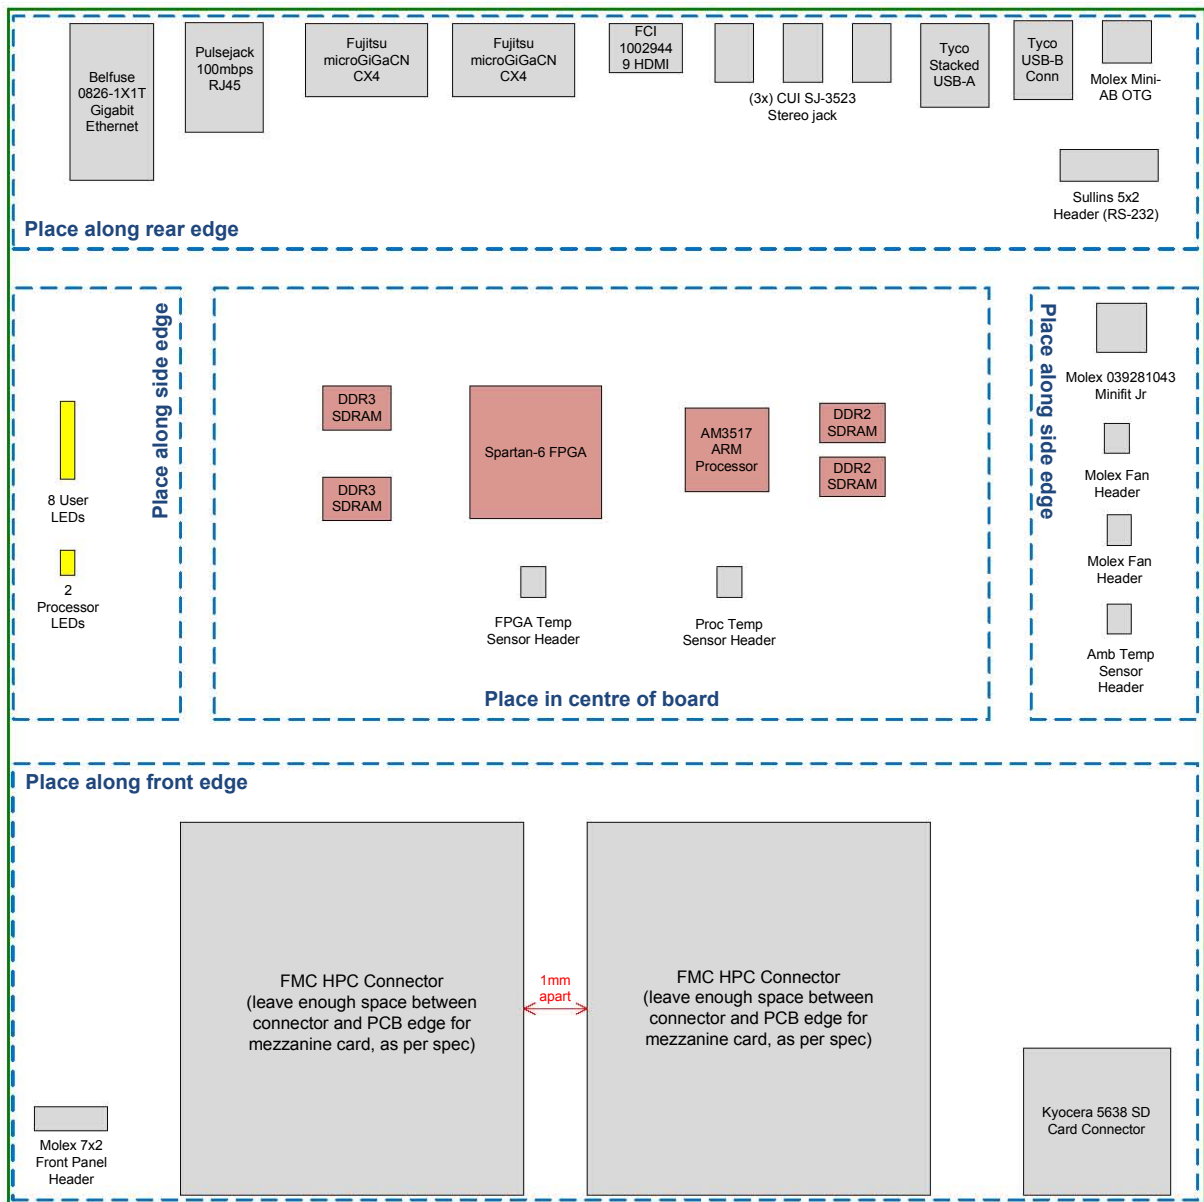 Belfuse
0826-1X1T
Gigabit
Ethernet
Pulsejack
100mbps
RJ45
Fujitsu
microGiGaCN
CX4
Fujitsu
microGiGaCN
CX4
FCI
1002944
9 HDMI
(3x) CUI SJ-3523
Stereo jack
Tyco
Stacked
USB-A
Tyco
USB-B
Conn
Molex Mini-
AB OTG
Sullins 5x2
Header (RS-232)
Place along rear edge
Place along side edge
8 User
LEDs
2
Processor
LEDs
DDR3
SDRAM
DDR3
SDRAM
Spartan-6 FPGA
AM3517
ARM
Processor
DDR2
SDRAM
DDR2
SDRAM
FPGA Temp
Sensor Header
Proc Temp
Sensor Header
Place in centre of board
Place along side edge
Molex 039281043
Minifit Jr
Molex Fan
Header
Molex Fan
Header
Amb Temp
Sensor
Header
Place along front edge
FMC HPC Connector
(leave enough space between
connector and PCB edge for
mezzanine card, as per spec)
1mm
apart
FMC HPC Connector
(leave enough space between
connector and PCB edge for
mezzanine card, as per spec)
Molex 7x2
Front Panel
Header
Kyocera 5638 SD
Card Connector